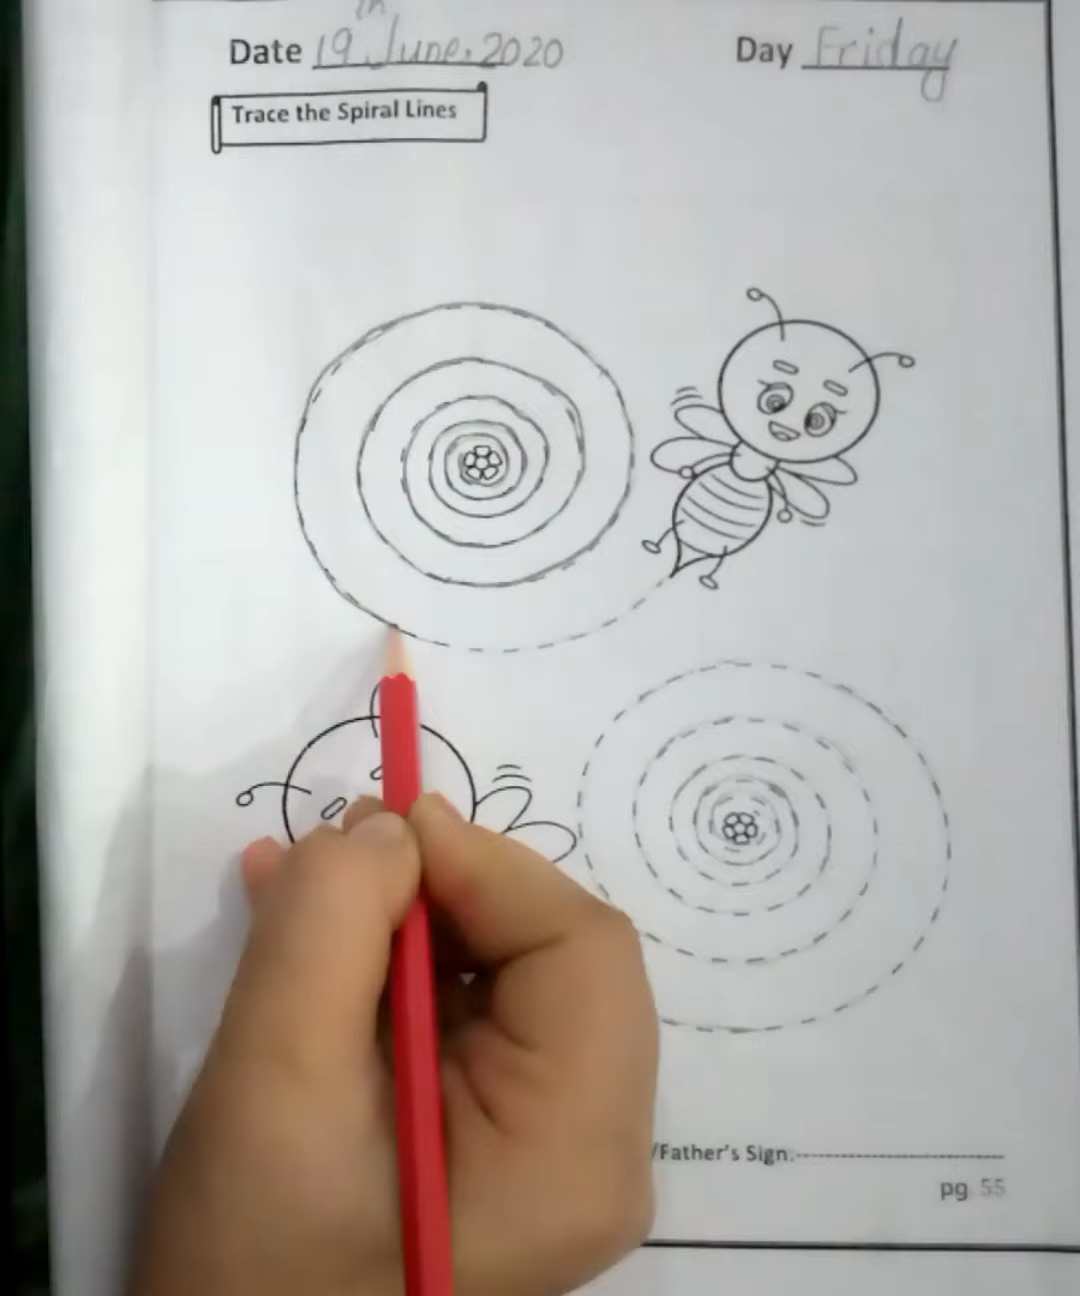 Date 19th June, 2020 Day Friday
Trace the Spiral Lines
/Father's Sign:
pg 55